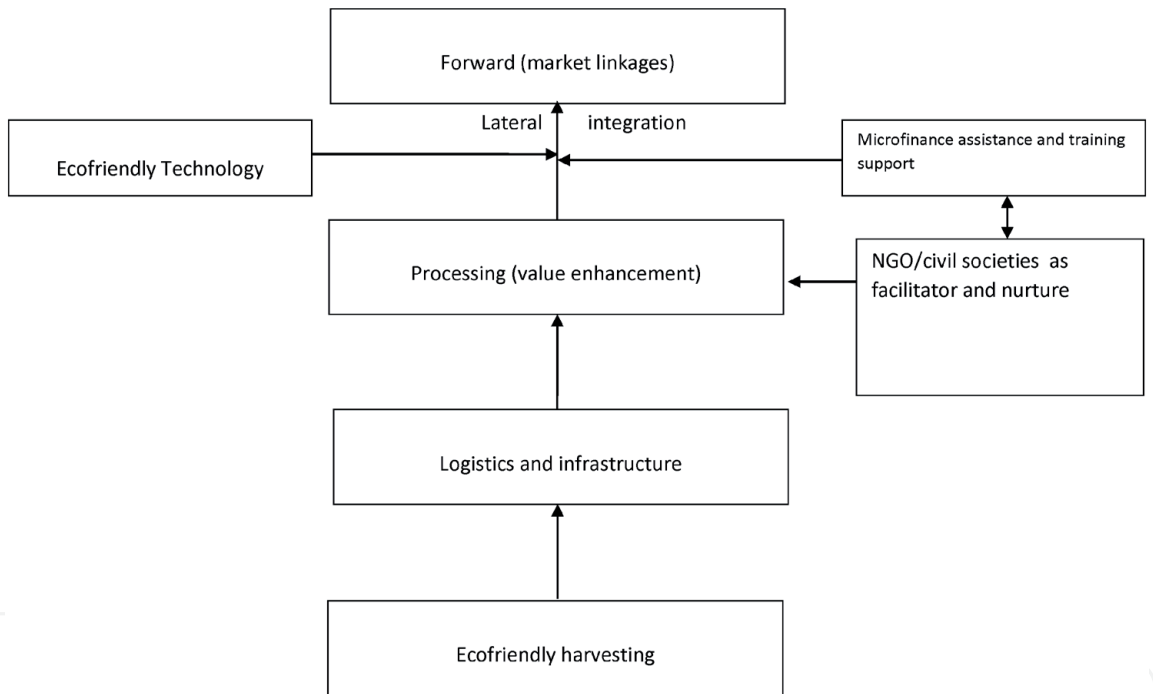 Forward (market linkages)
Lateral integration
Ecofriendly Technology
Microfinance assistance and training
support
Processing (value enhancement)
NGO/civil societies as
facilitator and nurture
Logistics and infrastructure
Ecofriendly harvesting